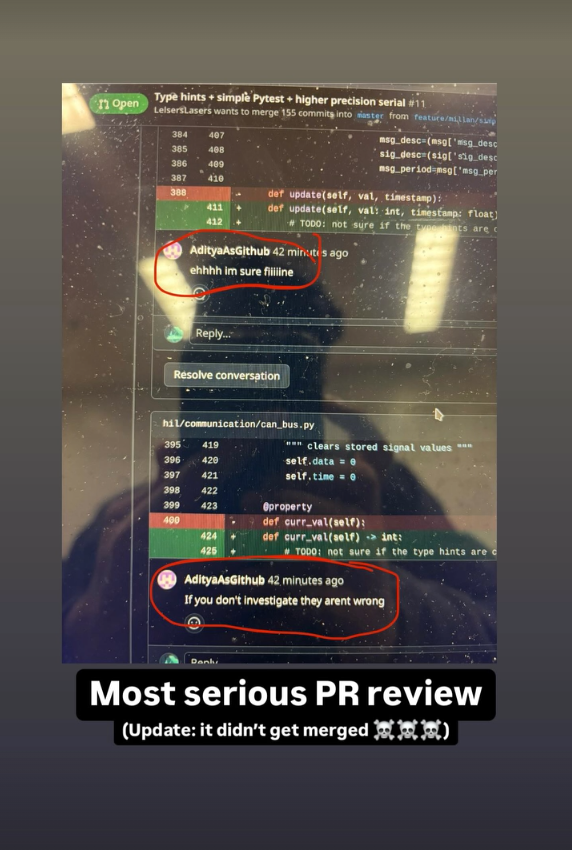 Open
Type hints + simple Pytest + higher precision serial #11
LelsersLasers wants to merge 155 commits into master from
384 407 msg_desc=(msg['msg_desc
385 408 sig_desc=(sig['sig_desc
386 409 msg_period=msg['msg_per
387 410
388 - def update(self, val, timestamp):
411 + def update(self, val: int, timestamp: float)
412 + # TODO: not sure if the type hints are c
AdityaAsGithub 42 minutes ago
ehhhh im sure fiiiine
Reply...
Resolve conversation
hil/communication/can_bus.py
395 419 """ clears stored signal values """
396 420 self.data = 0
397 421 self.time = 0
398 422
399 423 @property
400 - def curr_val(self):
424 + def curr_val(self) -> int:
425 + # TODO: not sure if the type hints are c
AdityaAsGithub 42 minutes ago
If you don't investigate they arent wrong
Reply
Most serious PR review
(Update: it didn't get merged ☠️☠️☠️)